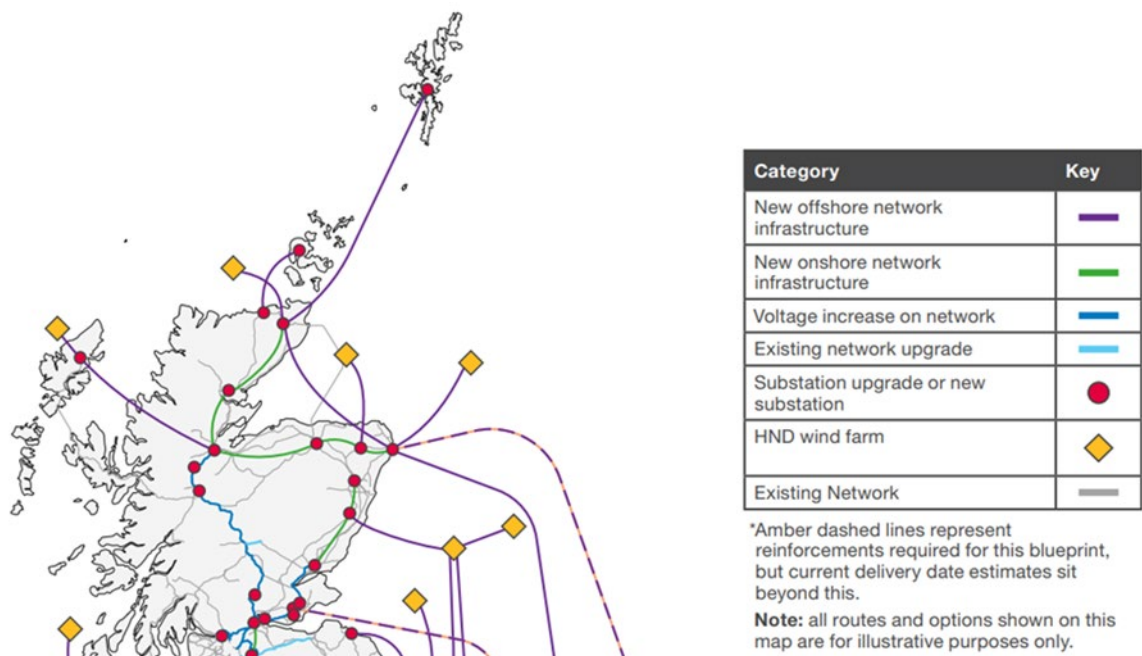 Category Key
New offshore network
infrastructure
New onshore network
infrastructure
Voltage increase on network
Existing network upgrade
Substation upgrade or new
substation
HND wind farm
Existing Network
*Amber dashed lines represent
reinforcements required for this blueprint,
but current delivery date estimates sit
beyond this.
Note: all routes and options shown on this
map are for illustrative purposes only.